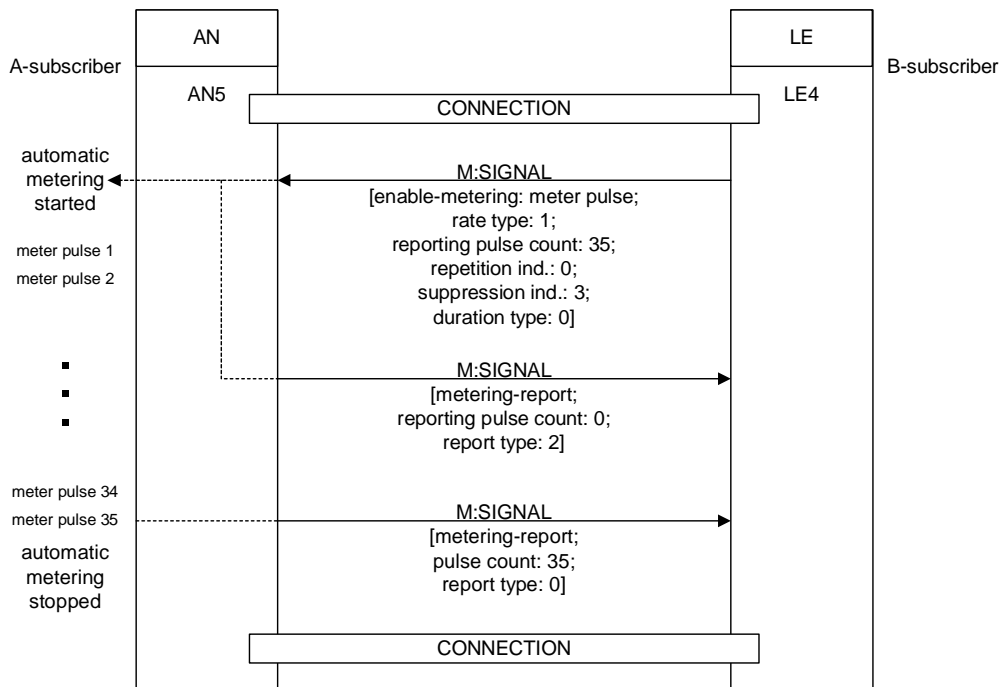 AN
LE
A-subscriber
B-subscriber
AN5
LE4
CONNECTION
automatic
metering
started
M:SIGNAL
[enable-metering: meter pulse;
rate type: 1;
reporting pulse count: 35;
repetition ind.: 0;
suppression ind.: 3;
duration type: 0]
meter pulse 1
meter pulse 2
M:SIGNAL
[metering-report;
reporting pulse count: 0;
report type: 2]
meter pulse 34
meter pulse 35
M:SIGNAL
[metering-report;
pulse count: 35;
report type: 0]
automatic
metering
stopped
CONNECTION